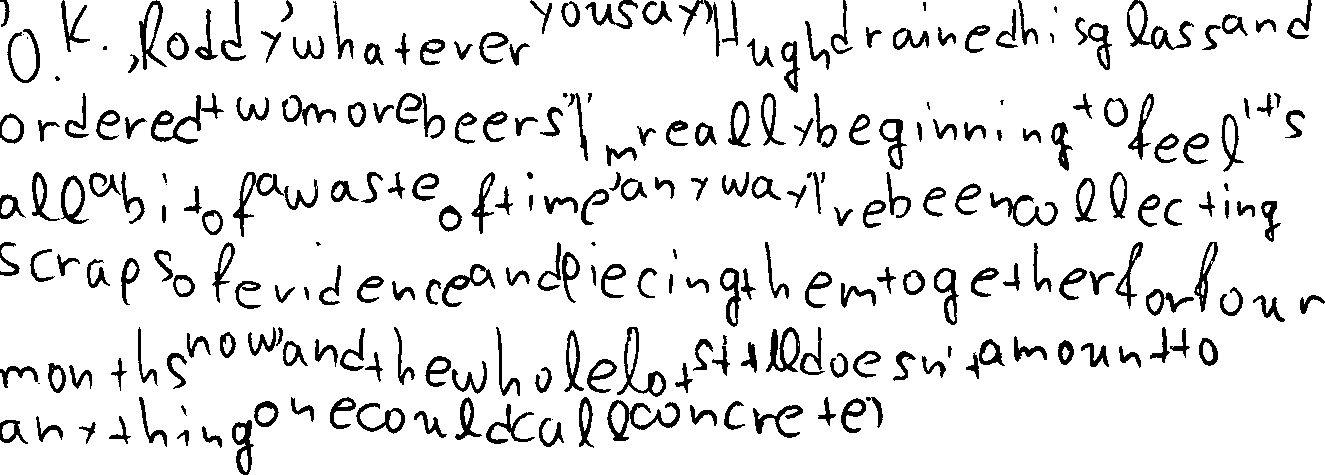 'O.K., Roddy, whatever you say.' Hugh drained his glass and
ordered two more beers. 'I'm really beginning to feel it's
all a bit of a waste of time, anyway. I've been collecting
scraps of evidence and piecing them together for four
months now, and the whole lot still doesn't amount to
anything one could call concrete.'